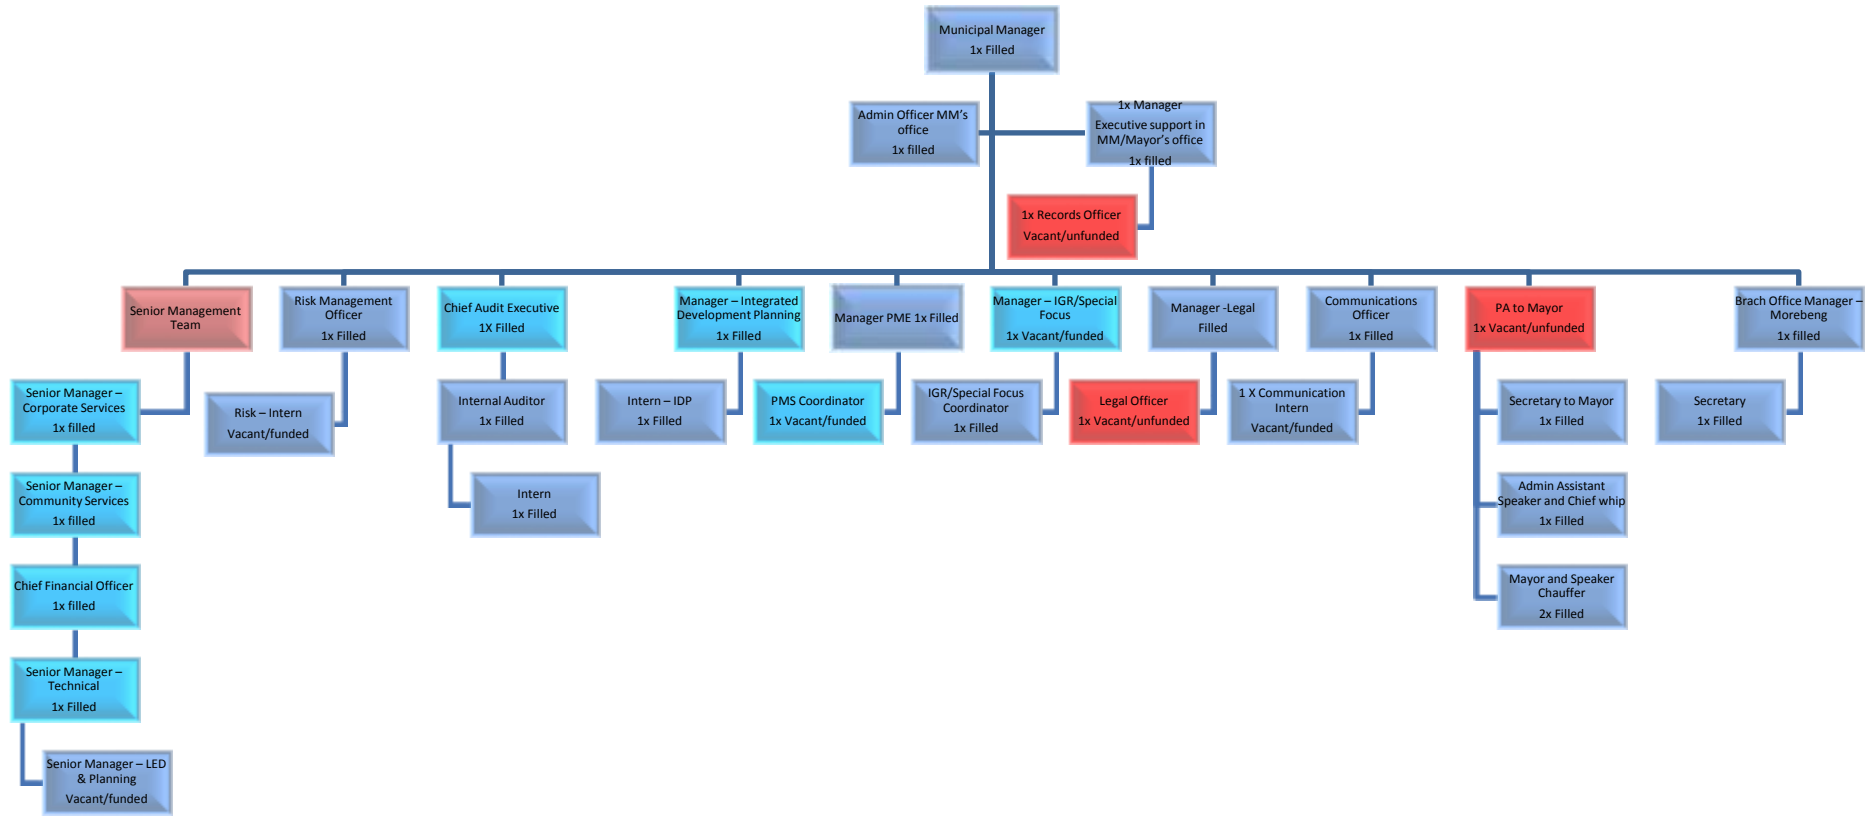 Municipal Manager
1x Filled
Admin Officer MM's
office
1x filled
1x Manager
Executive support in
MM/Mayor's office
1x filled
1x Records Officer
Vacant/unfunded
Senior Management
Team
Risk Management
Officer
1x Filled
Chief Audit Executive
1X Filled
Manager – Integrated
Development Planning
1x Filled
Manager PME 1x Filled
Manager – IGR/Special
Focus
1x Vacant/funded
Manager -Legal
Filled
Communications
Officer
1x Filled
PA to Mayor
1x Vacant/unfunded
Brach Office Manager –
Morebeng
1x filled
Senior Manager –
Corporate Services
1x filled
Risk – Intern
Vacant/funded
Internal Auditor
1x Filled
Intern – IDP
1x Filled
PMS Coordinator
1x Vacant/funded
IGR/Special Focus
Coordinator
1x Filled
Legal Officer
1x Vacant/unfunded
1 X Communication
Intern
Vacant/funded
Secretary to Mayor
1x Filled
Secretary
1x Filled
Senior Manager –
Community Services
1x filled
Intern
1x Filled
Admin Assistant
Speaker and Chief whip
1x Filled
Chief Financial Officer
1x filled
Mayor and Speaker
Chauffer
2x Filled
Senior Manager –
Technical
1x Filled
Senior Manager – LED
& Planning
Vacant/funded